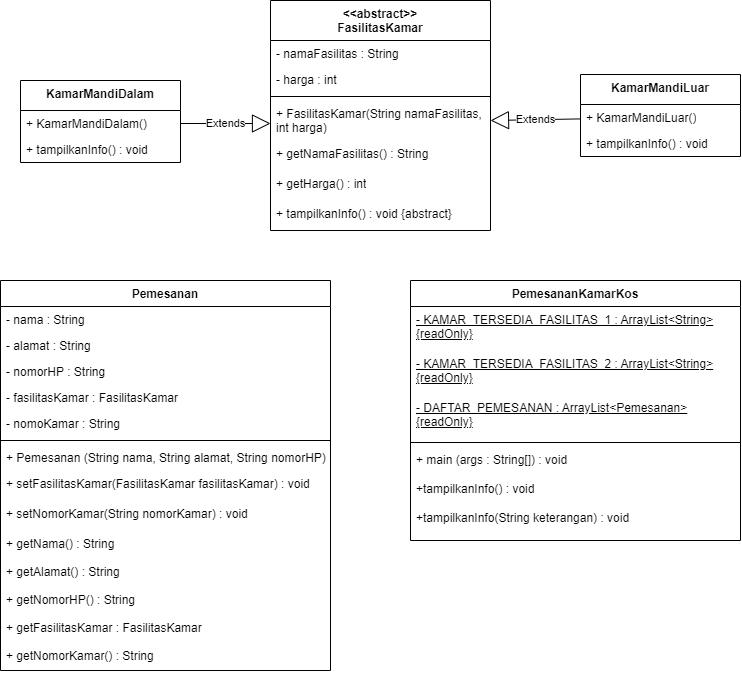 <<abstract>>
FasilitasKamar
- namaFasilitas : String
- harga : int
+ FasilitasKamar(String namaFasilitas,
int harga)
+ getNamaFasilitas() : String
+ getHarga() : int
+ tampilkanInfo() : void {abstract}
KamarMandiDalam
+ KamarMandiDalam()
+ tampilkanInfo() : void
Extends
Extends
KamarMandiLuar
+ KamarMandiLuar()
+ tampilkanInfo() : void
Pemesanan
- nama : String
- alamat : String
- nomorHP : String
- fasilitasKamar : FasilitasKamar
- nomoKamar : String
+ Pemesanan (String nama, String alamat, String nomorHP)
+ setFasilitasKamar(FasilitasKamar fasilitasKamar) : void
+ setNomorKamar(String nomorKamar) : void
+ getNama() : String
+ getAlamat() : String
+ getNomorHP() : String
+ getFasilitasKamar : FasilitasKamar
+ getNomorKamar() : String
PemesananKamarKos
- KAMAR_TERSEDIA_FASILITAS_1 : ArrayList<String>
{readOnly}
- KAMAR_TERSEDIA_FASILITAS_2 : ArrayList<String>
{readOnly}
- DAFTAR_PEMESANAN : ArrayList<Pemesanan>
{readOnly}
+ main (args : String[]) : void
+tampilkanInfo() : void
+tampilkanInfo(String keterangan) : void